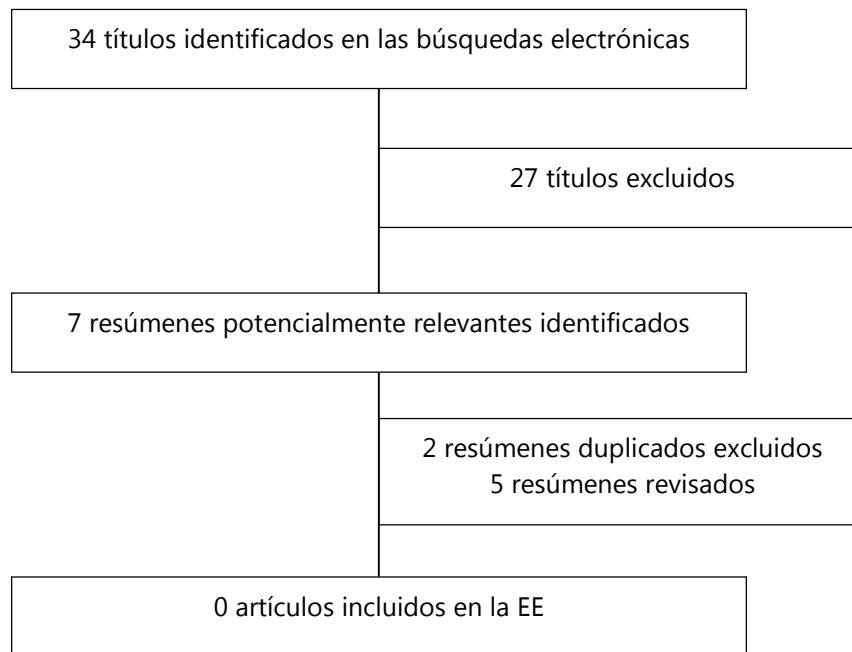 34 títulos identificados en las búsquedas electrónicas
27 títulos excluidos
7 resúmenes potencialmente relevantes identificados
2 resúmenes duplicados excluidos
5 resúmenes revisados
0 artículos incluidos en la EE